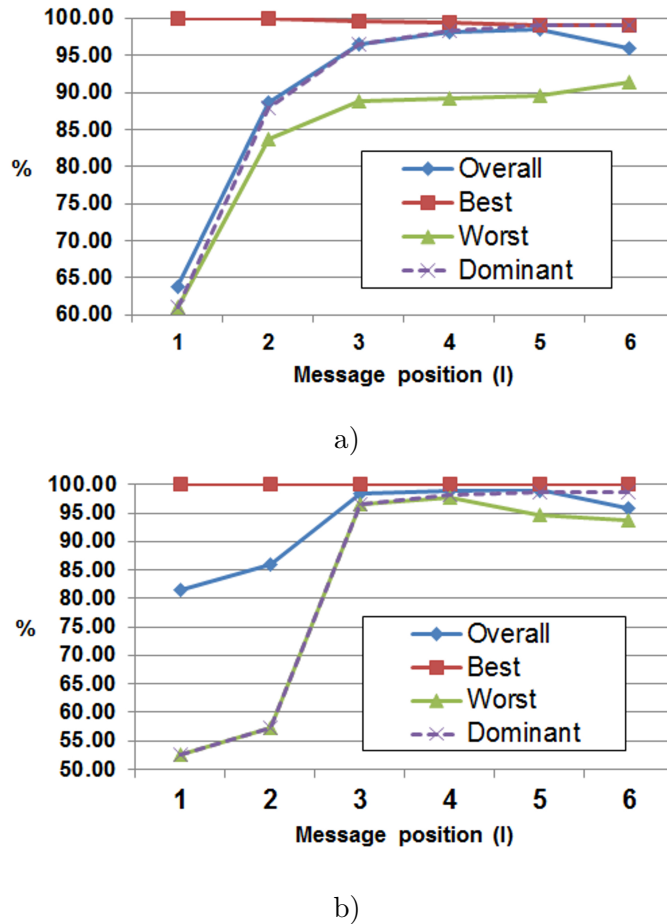 100.00
95.00
90.00
85.00
80.00
75.00
70.00
65.00
60.00
%
Overall
Best
Worst
Dominant
1 2 3 4 5 6
Message position (I)
a)
100.00
95.00
90.00
85.00
80.00
75.00
70.00
65.00
60.00
55.00
50.00
%
Overall
Best
Worst
Dominant
1 2 3 4 5 6
Message position (I)
b)